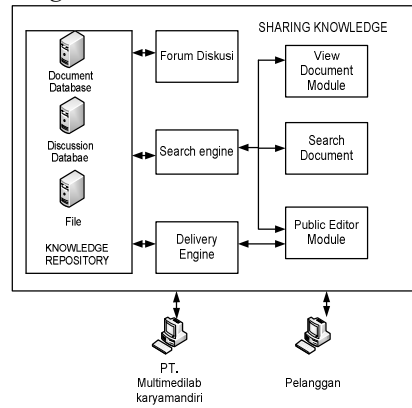 SHARING KNOWLEDGE
Document
Database
Discussion
Databae
File
KNOWLEDGE
REPOSITORY
Forum Diskusi
Search engine
Delivery
Engine
View
Document
Module
Search
Document
Public Editor
Module
PT.
Multimedilab
karyamandiri
Pelanggan